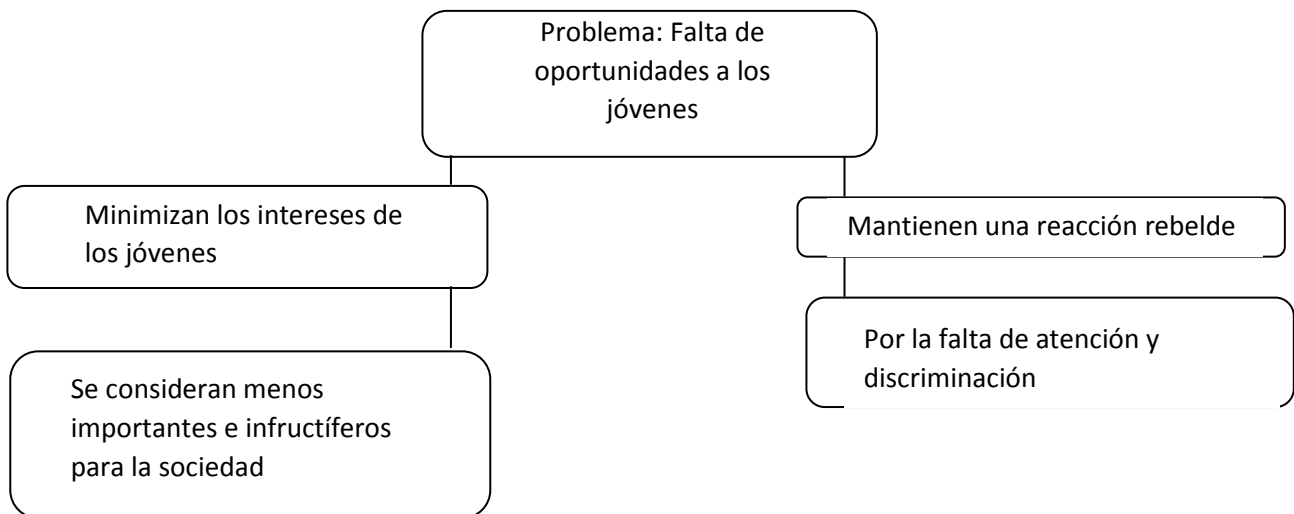 Problema: Falta de
oportunidades a los
jóvenes
Minimizan los intereses de
los jóvenes
Mantienen una reacción rebelde
Se consideran menos
importantes e infructíferos
para la sociedad
Por la falta de atención y
discriminación